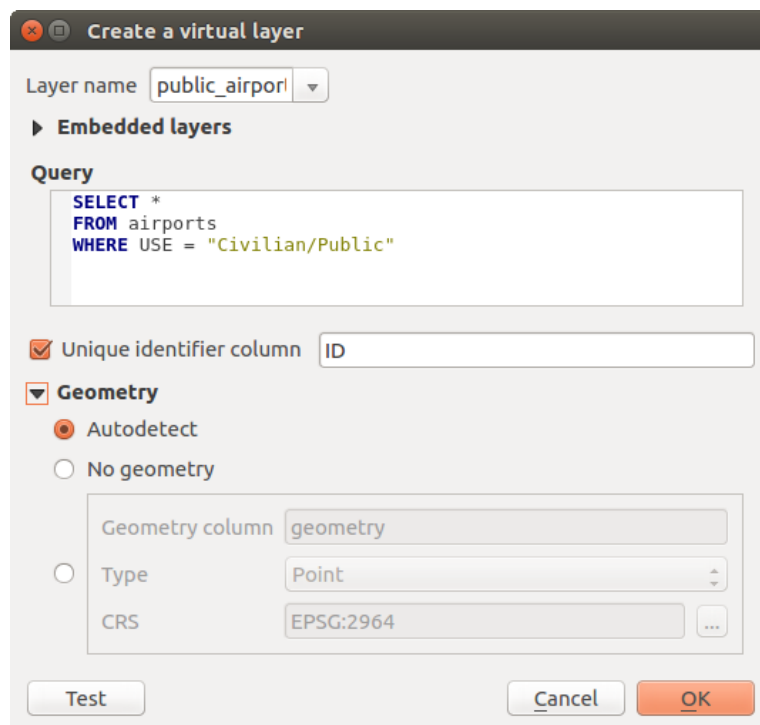 Create a virtual layer
Layer name public_airport
Embedded layers
Query
SELECT *
FROM airports
WHERE USE = "Civilian/Public"
Unique identifier column ID
Geometry
Autodetect
No geometry
Geometry column geometry
Type Point
CRS EPSG:2964 ...
Test Cancel OK